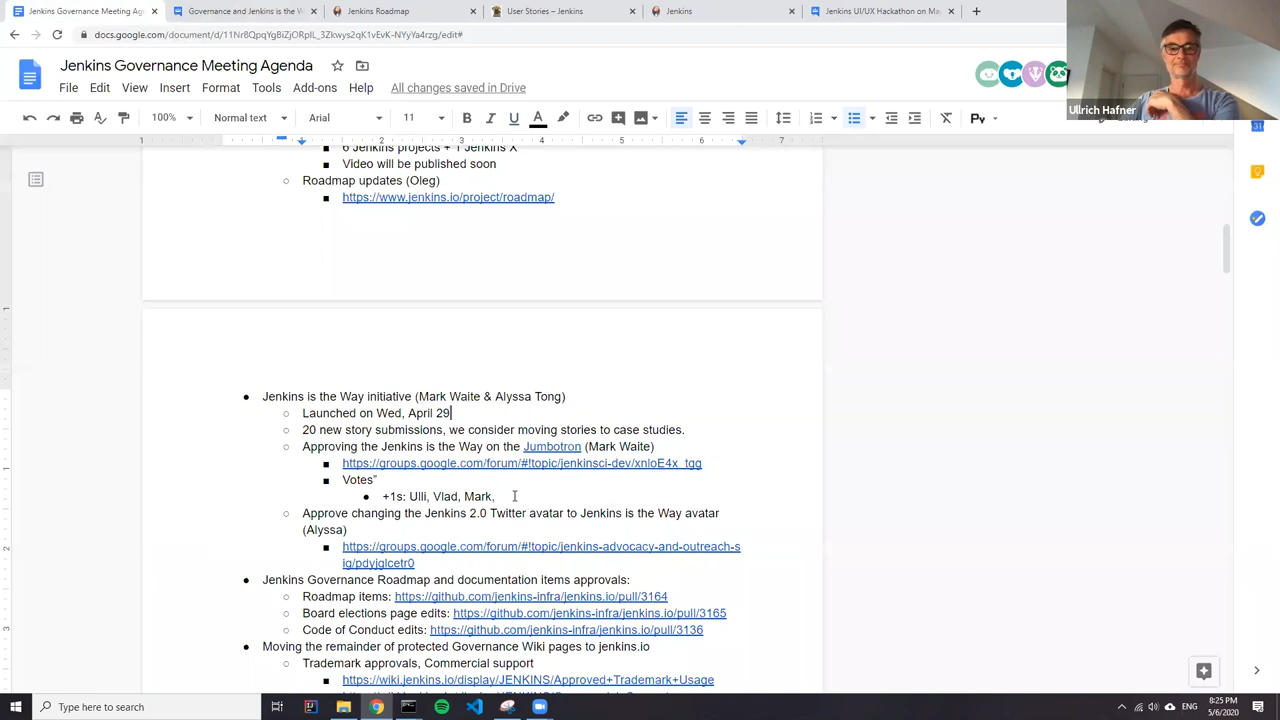 Jenkins Governance Meeting Agen
Governance and Jenkins is the W
Jenkins Roadmap
User Stories – Jenkins
Jenkins
Jenkins UI/UX Hackathon on Ma
docs.google.com/document/d/11Nr8QpqYgBiZjORpIL_3Zkwys2qK1vEvK-NYyYa4rzg/edit#
Jenkins Governance Meeting Agenda
File Edit View Insert Format Tools Add-ons Help All changes saved in Drive
Ullrich Hafner
100% Normal text Arial 11 B I U A
1 1 2 3 4 5 6 7
6 Jenkins projects + 1 Jenkins X
Video will be published soon
Roadmap updates (Oleg)
https://www.jenkins.io/project/roadmap/
Jenkins is the Way initiative (Mark Waite & Alyssa Tong)
Launched on Wed, April 29
20 new story submissions, we consider moving stories to case studies.
Approving the Jenkins is the Way on the Jumbotron (Mark Waite)
https://groups.google.com/forum/#!topic/jenkinsci-dev/xnloE4x_tgg
Votes”
+1s: Ulli, Vlad, Mark,
Approve changing the Jenkins 2.0 Twitter avatar to Jenkins is the Way avatar
(Alyssa)
https://groups.google.com/forum/#!topic/jenkins-advocacy-and-outreach-s
ig/pdyjglcetr0
Jenkins Governance Roadmap and documentation items approvals:
Roadmap items: https://github.com/jenkins-infra/jenkins.io/pull/3164
Board elections page edits: https://github.com/jenkins-infra/jenkins.io/pull/3165
Code of Conduct edits: https://github.com/jenkins-infra/jenkins.io/pull/3136
Moving the remainder of protected Governance Wiki pages to jenkins.io
Trademark approvals, Commercial support
https://wiki.jenkins.io/display/JENKINS/Approved+Trademark+Usage
Type here to search
8:25 PM
5/6/2020